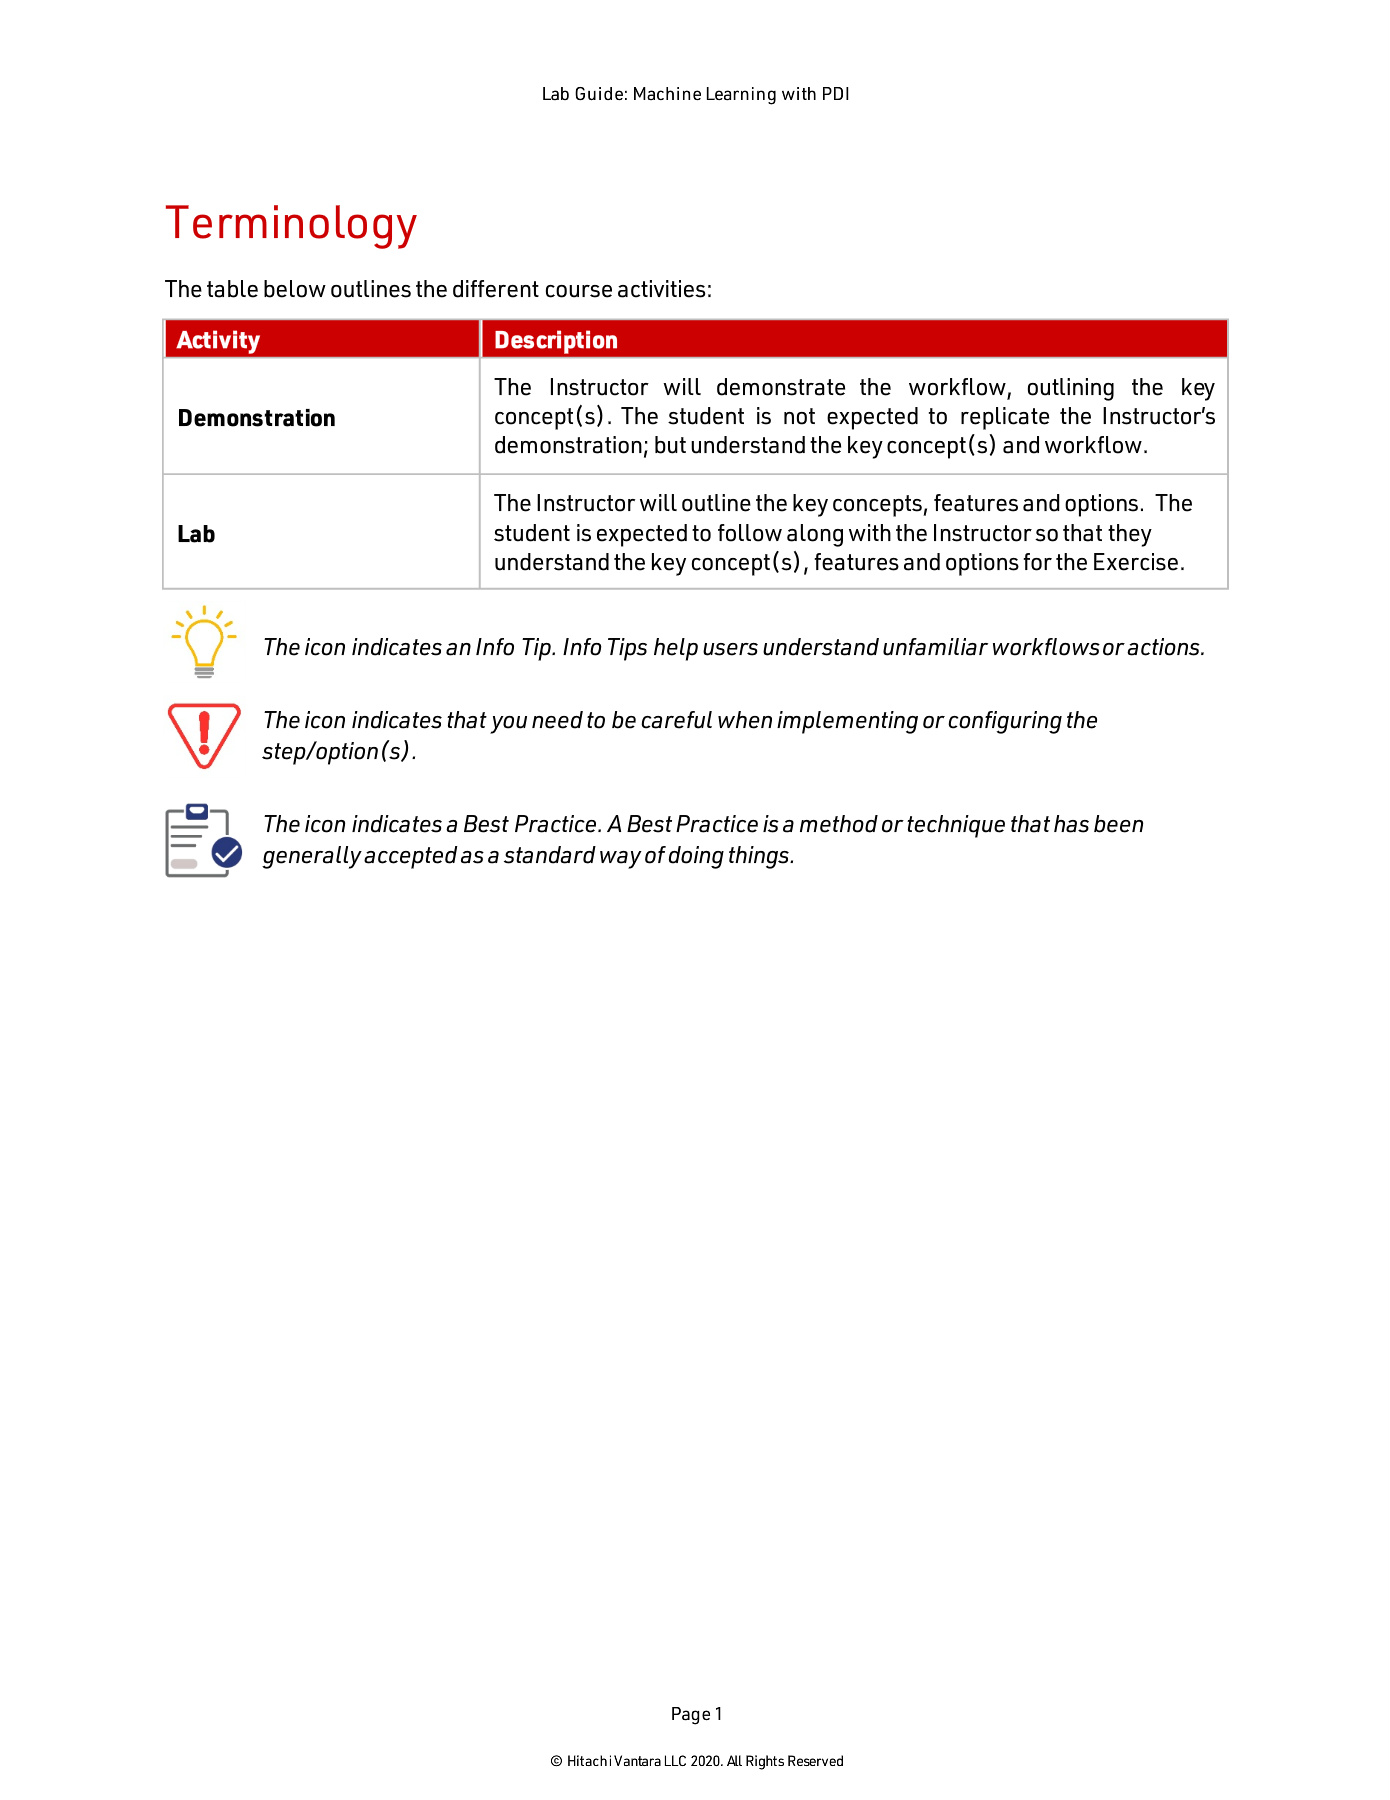 Lab Guide: Machine Learning with PDI
Terminology
The table below outlines the different course activities:
Activity
Description
Demonstration
The Instructor will demonstrate the workflow, outlining the key
concept(s). The student is not expected to replicate the Instructor’s
demonstration; but understand the key concept(s) and workflow.
Lab
The Instructor will outline the key concepts, features and options. The
student is expected to follow along with the Instructor so that they
understand the key concept(s), features and options for the Exercise.
The icon indicates an Info Tip. Info Tips help users understand unfamiliar workflows or actions.
The icon indicates that you need to be careful when implementing or configuring the
step/option(s).
The icon indicates a Best Practice. A Best Practice is a method or technique that has been
generally accepted as a standard way of doing things.
Page 1
© Hitachi Vantara LLC 2020. All Rights Reserved